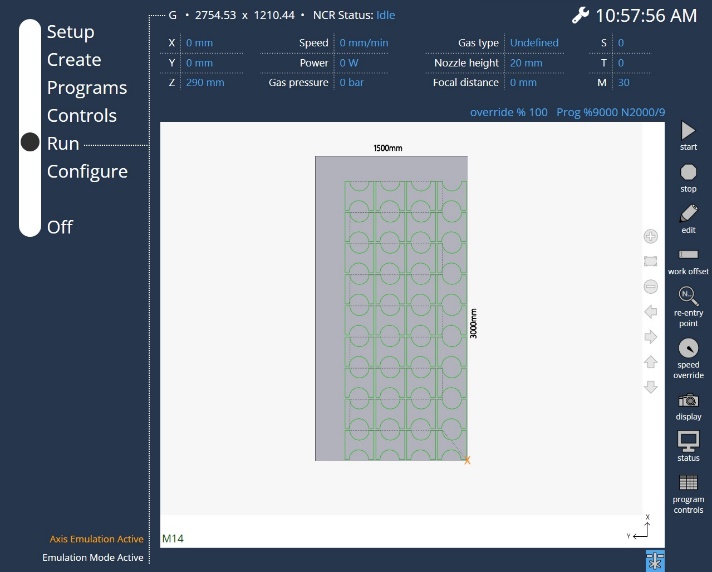 G • 2754.53 x 1210.44 • NCR Status: Idle
10:57:56 AM
Setup
Create
Programs
Controls
Run
Configure
Off
X 0 mm Speed 0 mm/min Gas type Undefined S 0
Y 0 mm Power 0 W Nozzle height 20 mm T 0
Z 290 mm Gas pressure 0 bar Focal distance 0 mm M 30
override % 100 Prog %9000 N2000/9
1500mm
3000mm
X
start
stop
edit
work offset
N..
re-entry
point
speed
override
display
status
program
controls
X
Y
M14
Axis Emulation Active
Emulation Mode Active